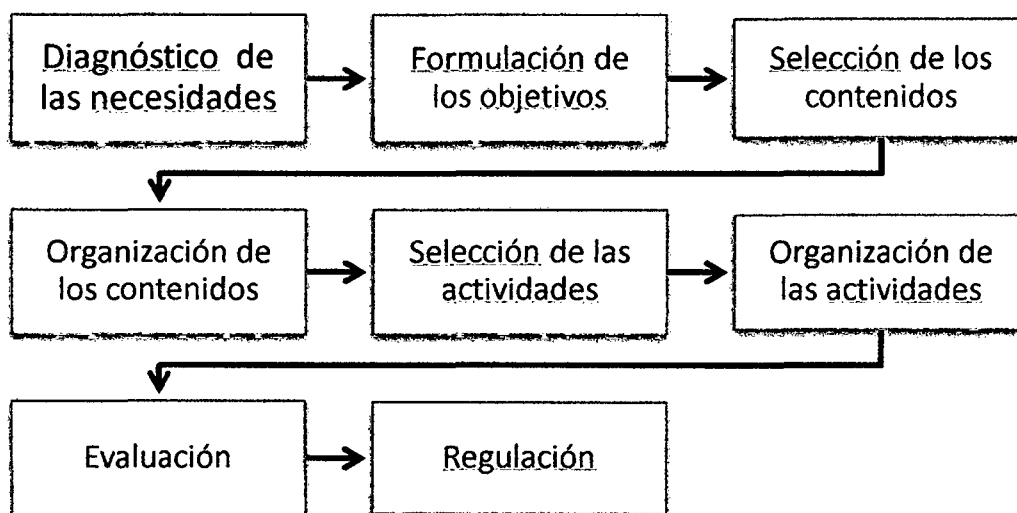 Diagnóstico de
las necesidades
Formulación de
los objetivos
Selección de los
contenidos
Organización de
los contenidos
Selección de las
actividades
Organización de
las actividades
Evaluación
Regulación